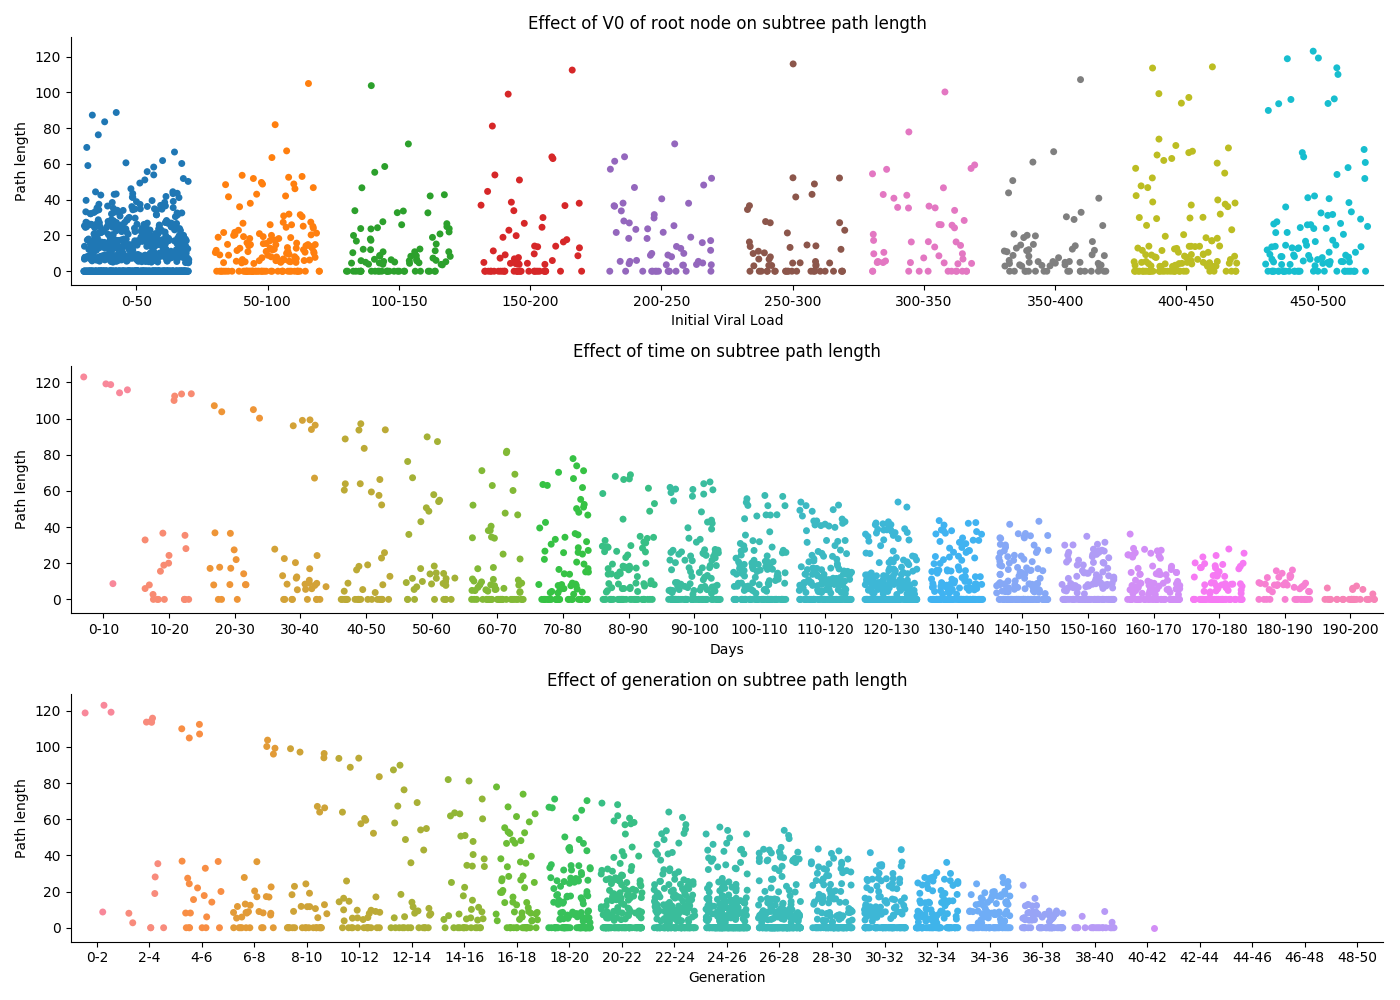 Effect of V0 of root node on subtree path length
Path length
120
100
80
60
40
20
0
0-50 50-100 100-150 150-200 200-250 250-300 300-350 350-400 400-450 450-500
Initial Viral Load
Effect of time on subtree path length
Path length
120
100
80
60
40
20
0
0-10 10-20 20-30 30-40 40-50 50-60 60-70 70-80 80-90 90-100 100-110 110-120 120-130 130-140 140-150 150-160 160-170 170-180 180-190 190-200
Days
Effect of generation on subtree path length
Path length
120
100
80
60
40
20
0
0-2 2-4 4-6 6-8 8-10 10-12 12-14 14-16 16-18 18-20 20-22 22-24 24-26 26-28 28-30 30-32 32-34 34-36 36-38 38-40 40-42 42-44 44-46 46-48 48-50
Generation